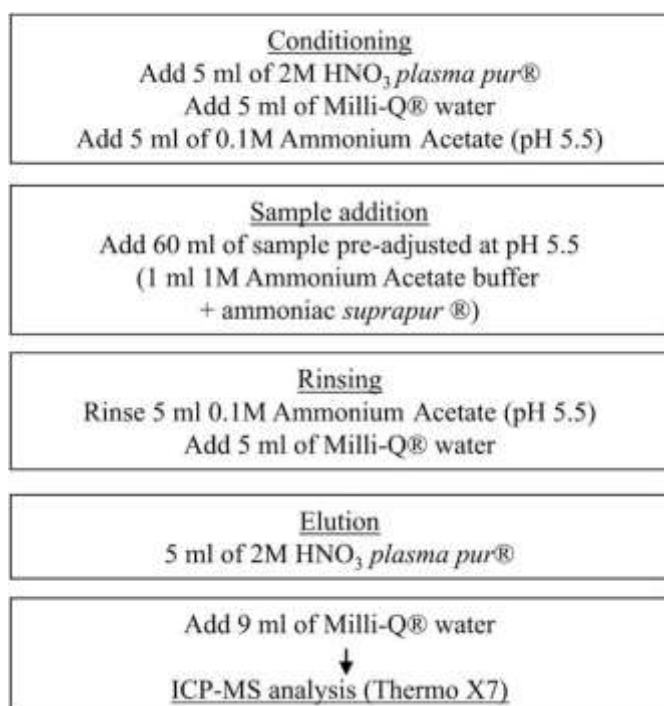 Conditioning
Add 5 ml of 2M HNO₃ plasma pur®
Add 5 ml of Milli-Q® water
Add 5 ml of 0.1M Ammonium Acetate (pH 5.5)
Sample addition
Add 60 ml of sample pre-adjusted at pH 5.5
(1 ml 1M Ammonium Acetate buffer
+ ammoniac suprapur ®)
Rinsing
Rinse 5 ml 0.1M Ammonium Acetate (pH 5.5)
Add 5 ml of Milli-Q® water
Elution
5 ml of 2M HNO₃ plasma pur®
Add 9 ml of Milli-Q® water
ICP-MS analysis (Thermo X7)